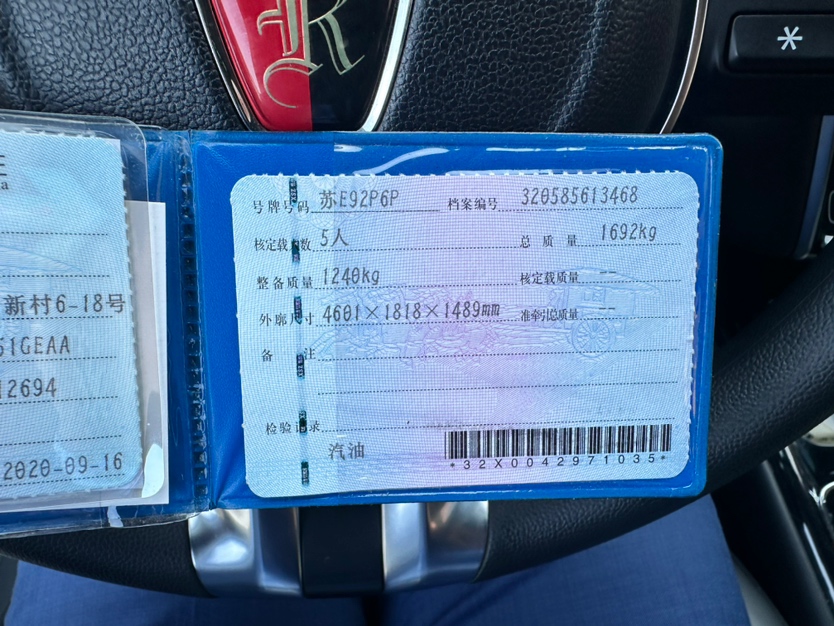 R
新村6-18号
51GEAA
12694
2020-09-16
号牌号码 苏E92P6P 档案编号 320585613468
核定载人数 5人 总质量 1692kg
整备质量 1240kg 核定载质量 --
外廓尺寸 4601×1818×1489mm 准牵引总质量 --
备注
检验记录
汽油
*32X0042971035*